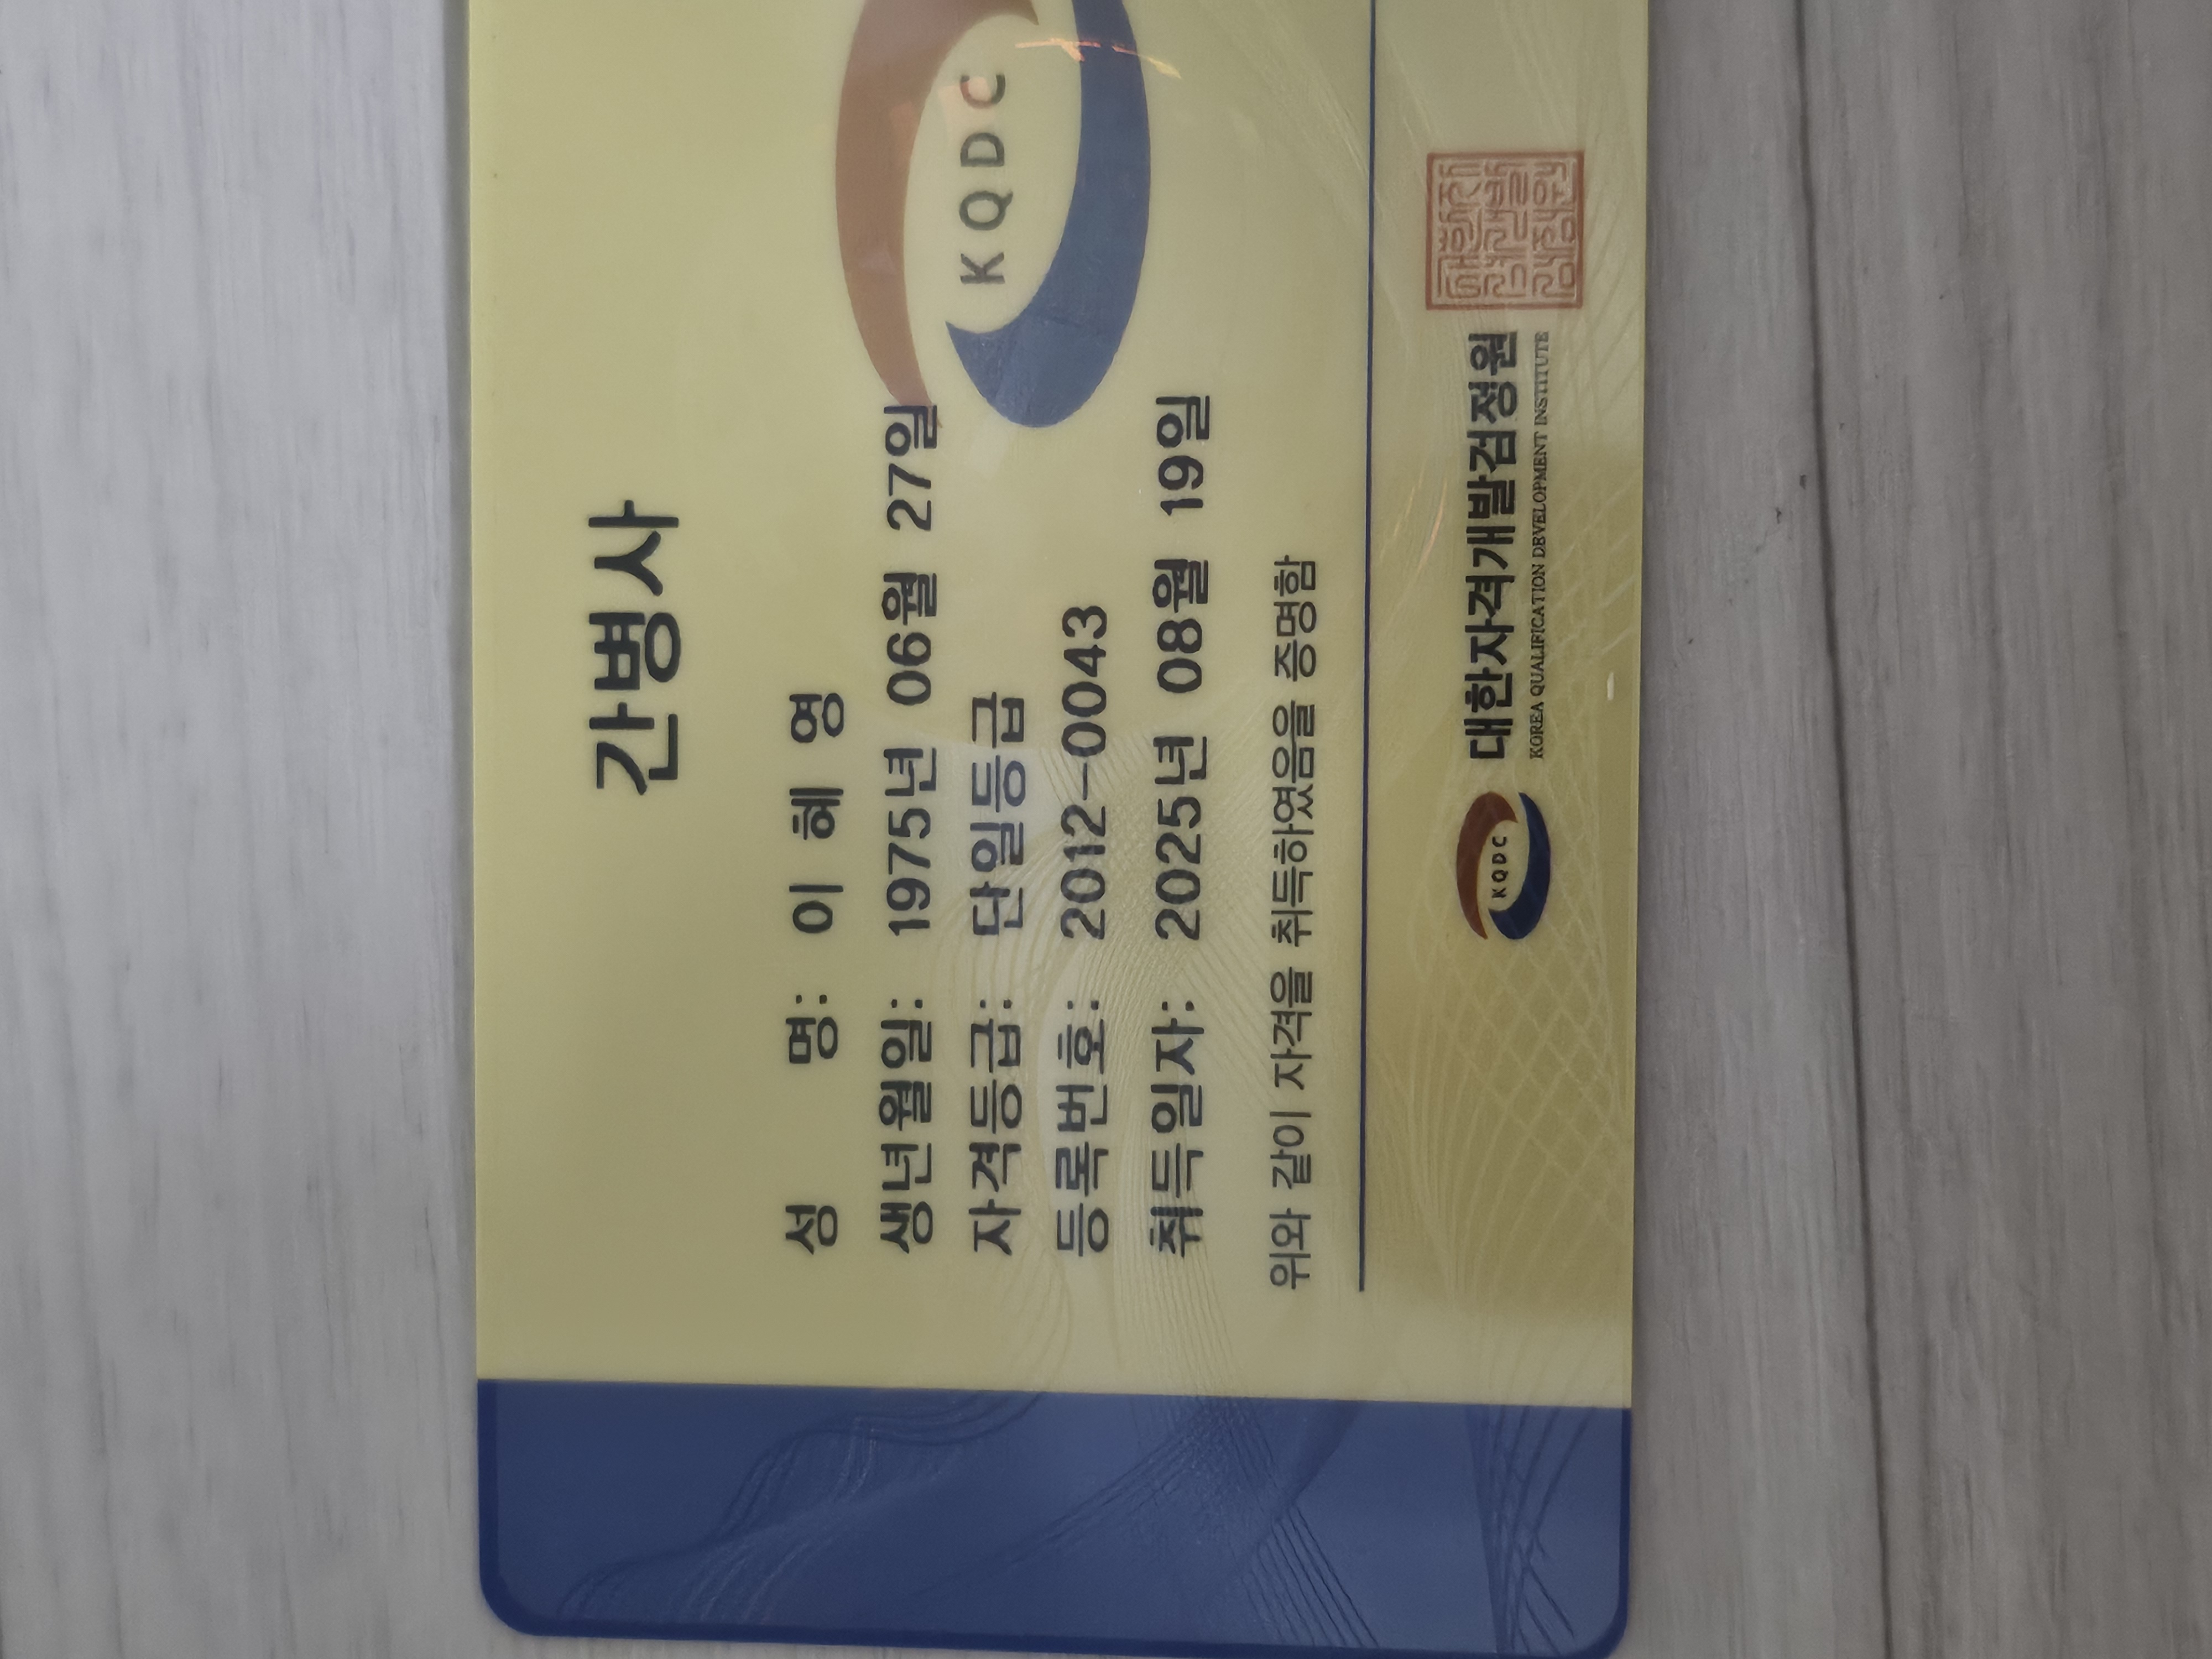 간병사
KQDC
성 명: 이 혜 영
생년월일: 1975년 06월 27일
자격등급: 단일등급
등록번호: 2012-0043
취득일자: 2025년 08월 19일
위와 같이 자격을 취득하였음을 증명함
KQDC
대한자격개발검정원
KOREA QUALIFICATION DEVELOPMENT INSTITUTE